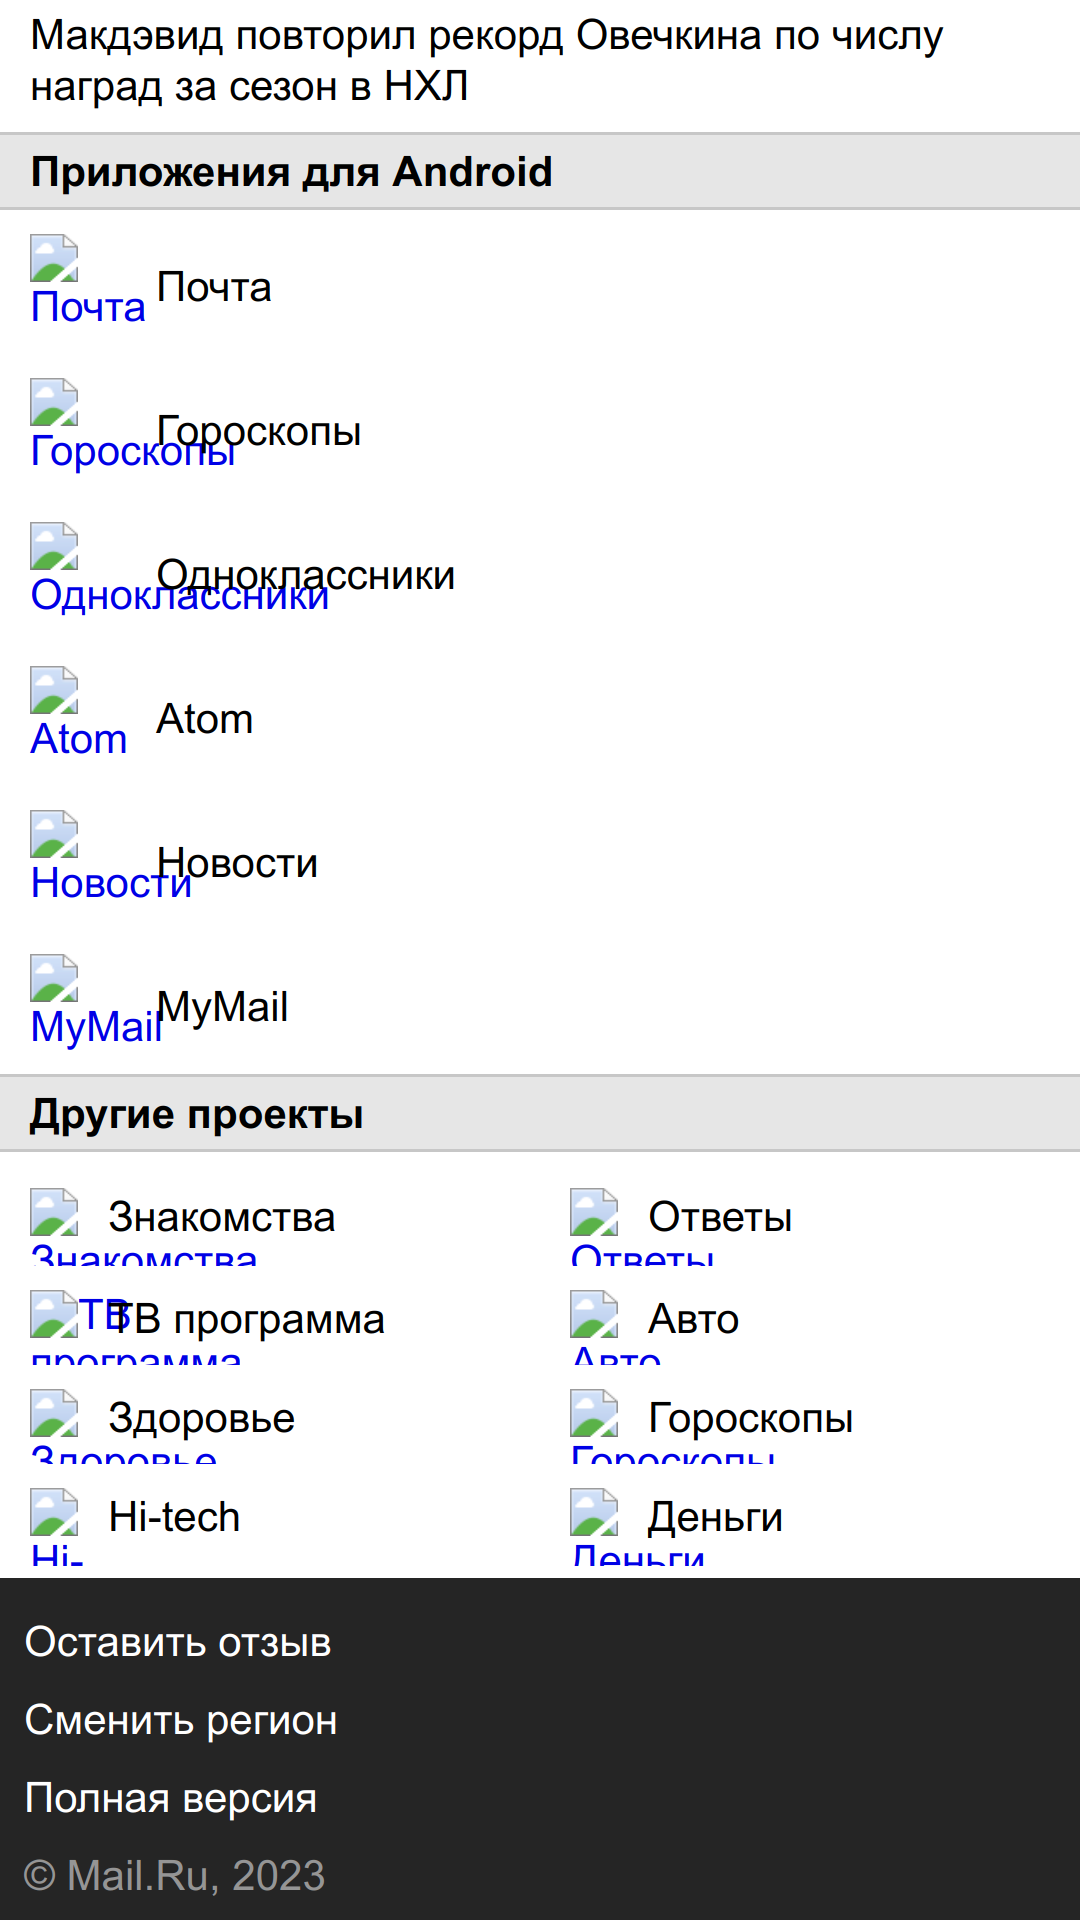 Макдэвид повторил рекорд Овечкина по числу
наград за сезон в НХЛ
Приложения для Android
Почта
Почта
Гороскопы
Гороскопы
Одноклассники
Одноклассники
Atom
Atom
Новости
Новости
MyMail
MyMail
Другие проекты
Знакомства
Ответы
Знакомства
Ответы
ТВ
ТВ программа
Авто
программа
Авто
Здоровье
Гороскопы
Здоровье
Гороскопы
Hi-tech
Деньги
Hi-
Деньги
Оставить отзыв
Сменить регион
Полная версия
© Mail.Ru, 2023